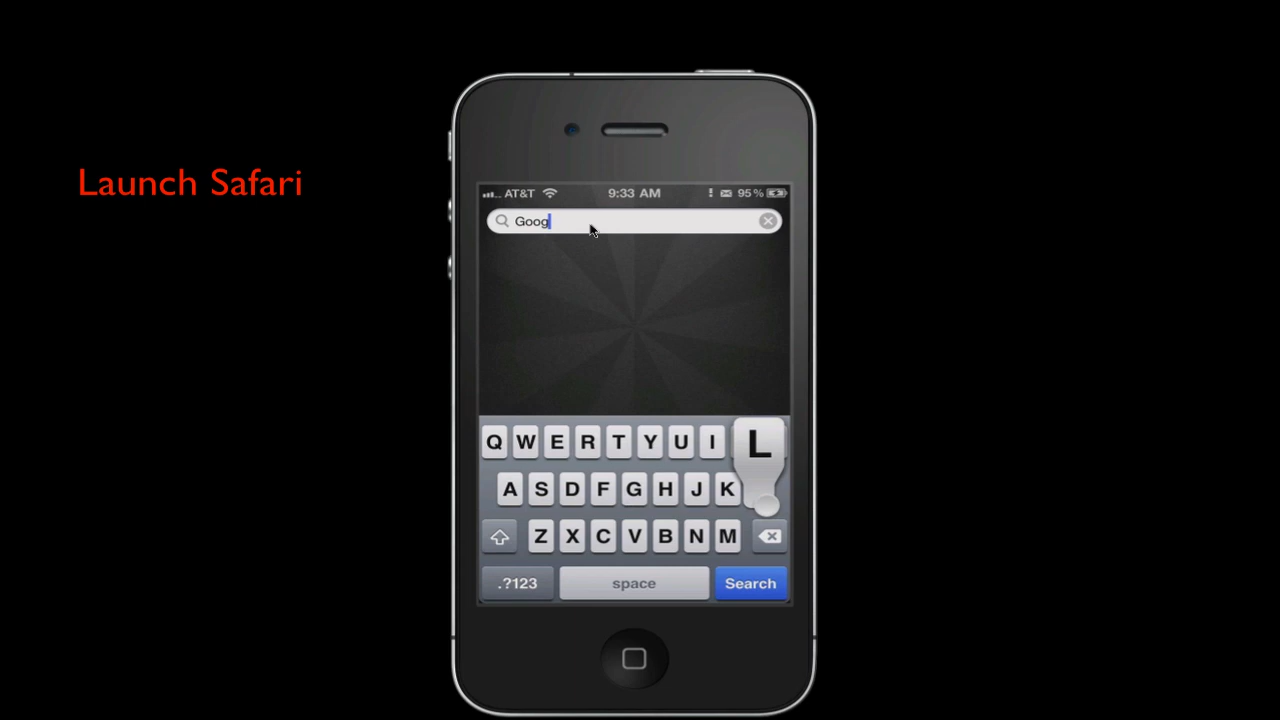 Launch Safari
AT&T 9:33 AM 95%
Goog
Q W E R T Y U I L
A S D F G H J K
Z X C V B N M
.?123 space Search